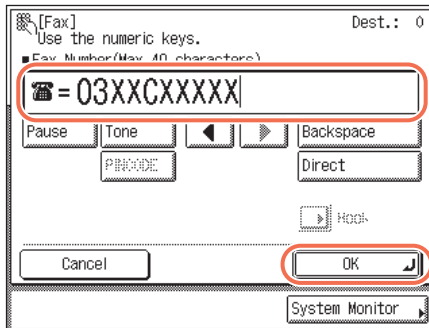 [Fax] Dest.: 0
Use the numeric keys.
■Fax Number(Max 40 characters)
☎=03XXCXXXXX
Pause Tone ◀ ▶ Backspace
PINCODE Direct
Hook
Cancel OK
System Monitor